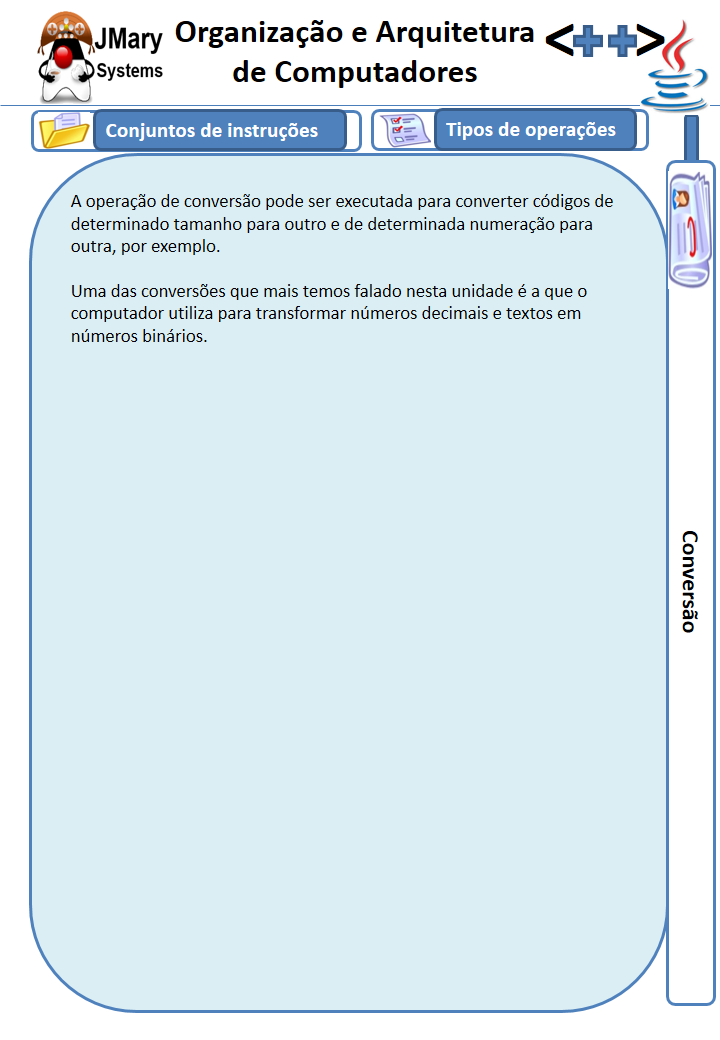 JMary
Systems
Organização e Arquitetura
de Computadores
<++>
Conjuntos de instruções
Tipos de operações
A operação de conversão pode ser executada para converter códigos de
determinado tamanho para outro e de determinada numeração para
outra, por exemplo.
Uma das conversões que mais temos falado nesta unidade é a que o
computador utiliza para transformar números decimais e textos em
números binários.
Conversão